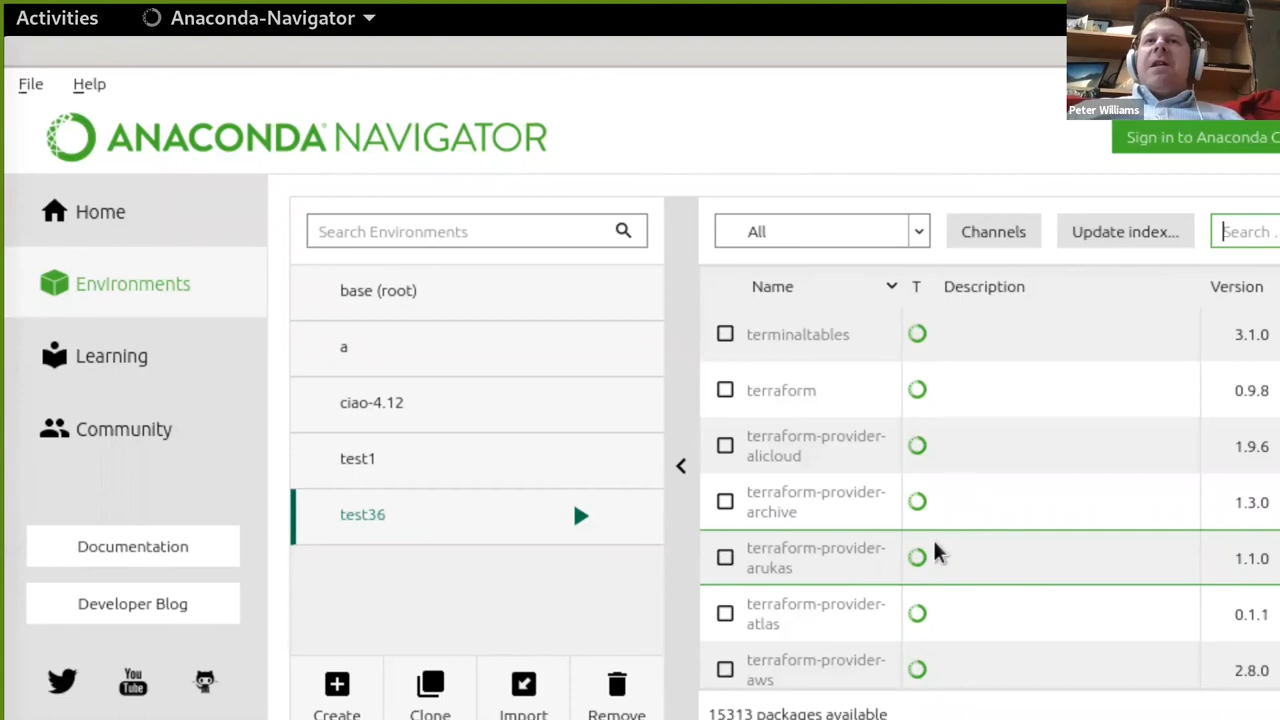 Activities
Anaconda-Navigator
Peter Williams
File
Help
ANACONDA NAVIGATOR
Sign in to Anaconda C
Home
Environments
Learning
Community
Documentation
Developer Blog
You
Tube
Search Environments
base (root)
a
ciao-4.12
test1
test36
Create
Clone
Import
Remove
All
Channels
Update index...
Search .
Name
T
Description
Version
terminaltables
3.1.0
terraform
0.9.8
terraform-provider-
alicloud
1.9.6
terraform-provider-
archive
1.3.0
terraform-provider-
arukas
1.1.0
terraform-provider-
atlas
0.1.1
terraform-provider-
aws
2.8.0
15313 packages available